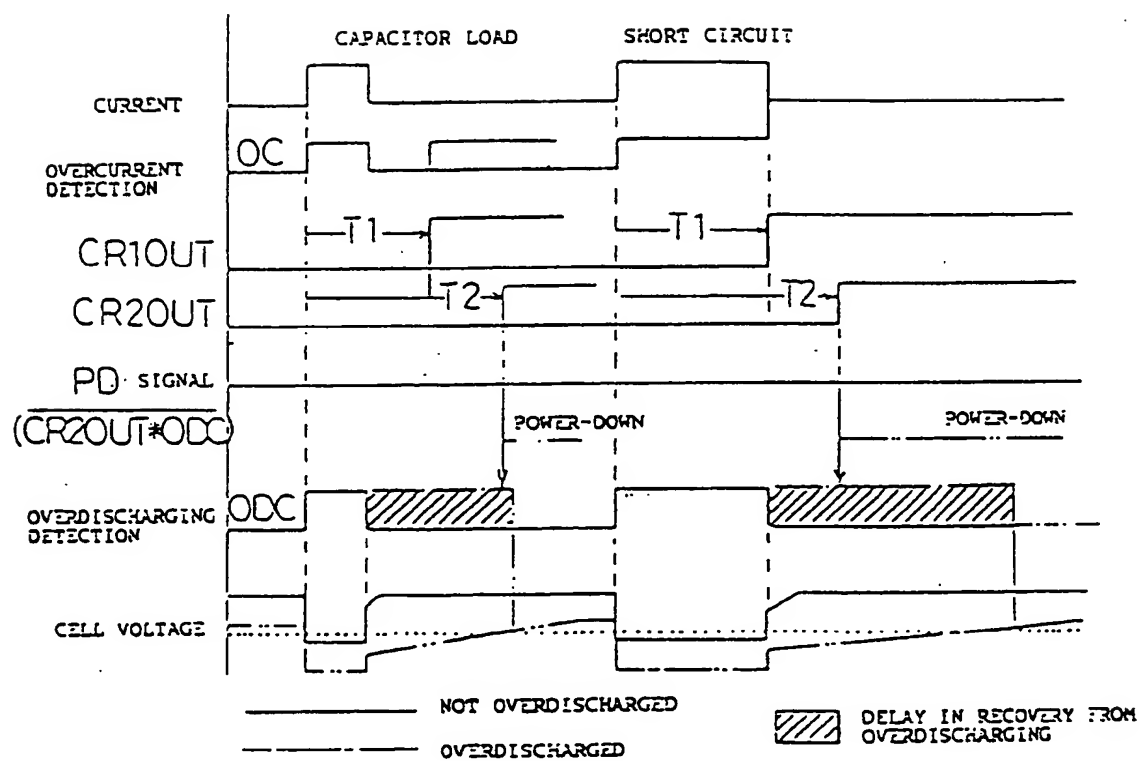 CAPACITOR LOAD
SHORT CIRCUIT
CURRENT
OC
OVERCURRENT
DETECTION
T1
T1
CR1OUT
T2
T2
CR2OUT
PD SIGNAL
(CR2OUT*ODC)
POWER-DOWN
POWER-DOWN
ODC
OVERDISCHARGING
DETECTION
CELL VOLTAGE
NOT OVERDISCHARGED
OVERDISCHARGED
DELAY IN RECOVERY FROM
OVERDISCHARGING